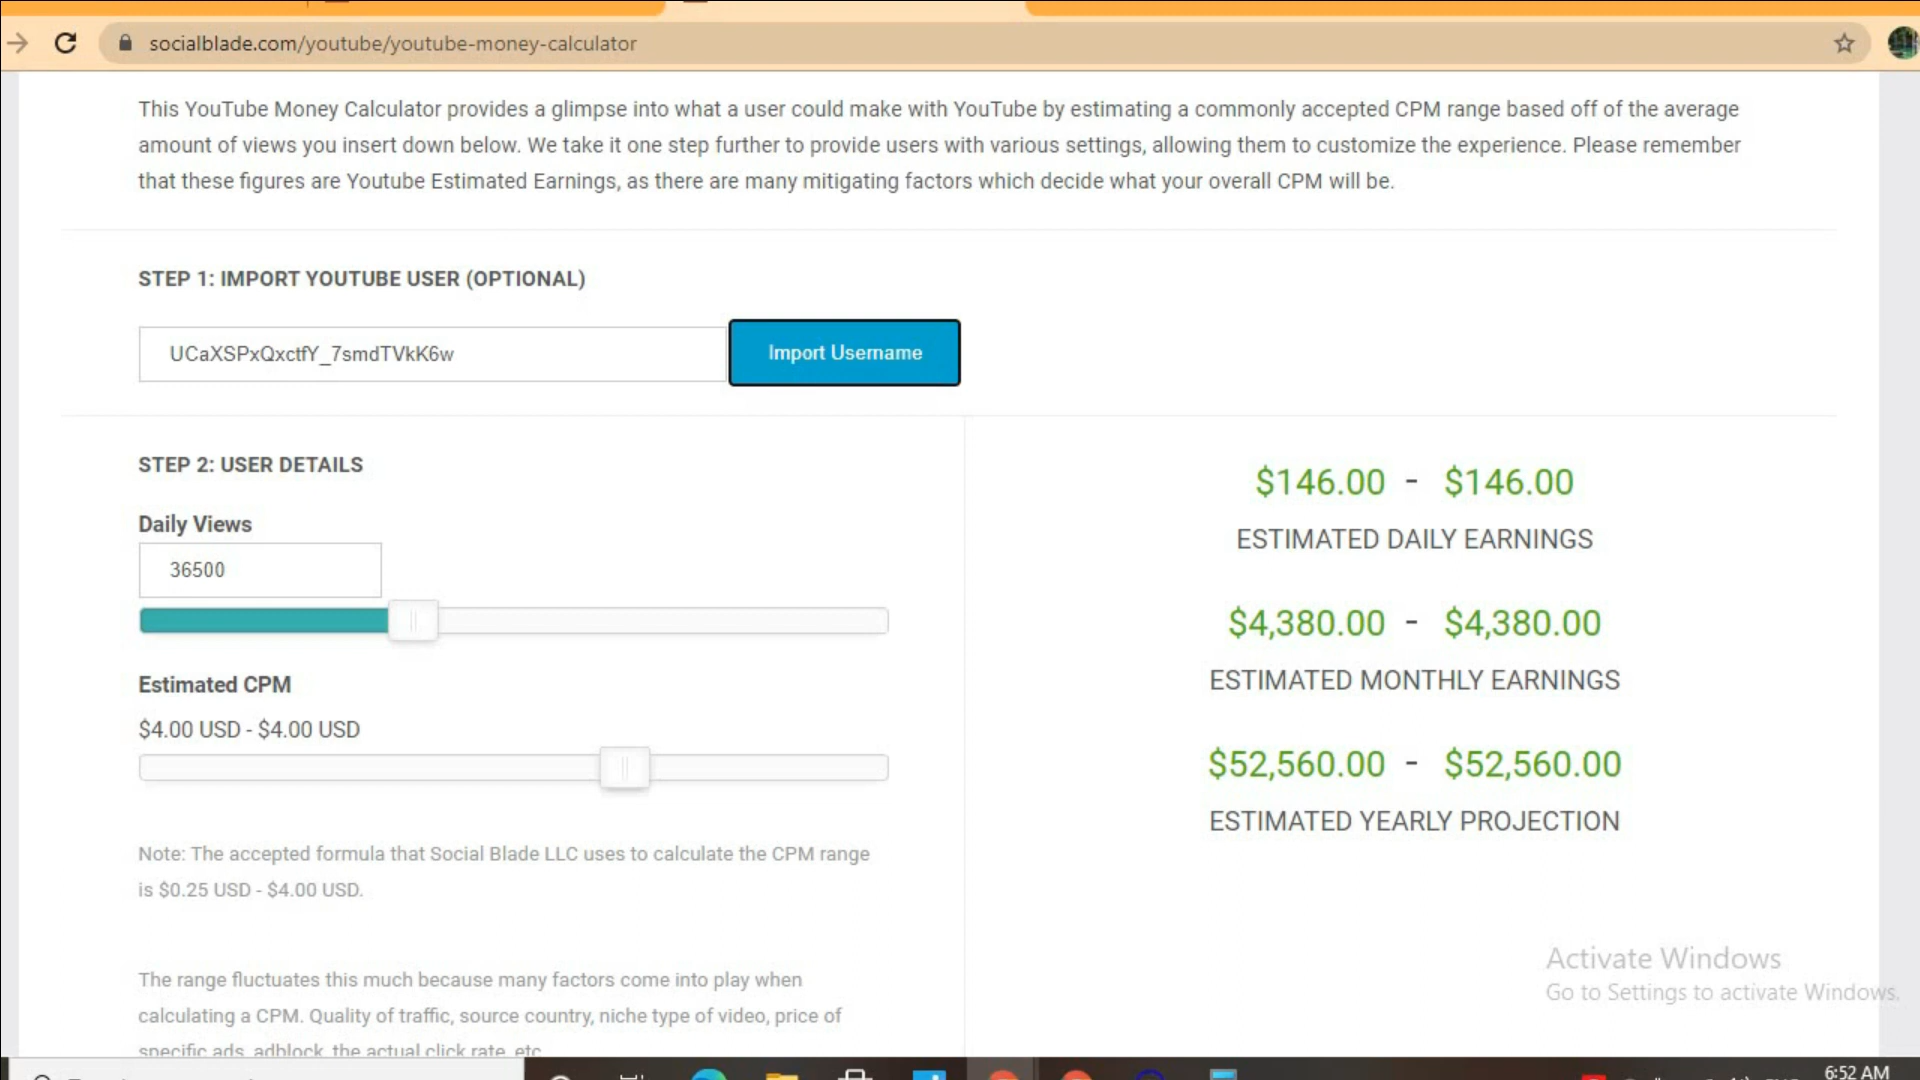 socialblade.com/youtube/youtube-money-calculator
This YouTube Money Calculator provides a glimpse into what a user could make with YouTube by estimating a commonly accepted CPM range based off of the average
amount of views you insert down below. We take it one step further to provide users with various settings, allowing them to customize the experience. Please remember
that these figures are Youtube Estimated Earnings, as there are many mitigating factors which decide what your overall CPM will be.
STEP 1: IMPORT YOUTUBE USER (OPTIONAL)
UCaXSPxQxctfY_7smdTVkK6w
Import Username
STEP 2: USER DETAILS
Daily Views
36500
Estimated CPM
$4.00 USD - $4.00 USD
Note: The accepted formula that Social Blade LLC uses to calculate the CPM range
is $0.25 USD - $4.00 USD.
The range fluctuates this much because many factors come into play when
calculating a CPM. Quality of traffic, source country, niche type of video, price of
specific ads, adblock, the actual click rate, etc
$146.00 - $146.00
ESTIMATED DAILY EARNINGS
$4,380.00 - $4,380.00
ESTIMATED MONTHLY EARNINGS
$52,560.00 - $52,560.00
ESTIMATED YEARLY PROJECTION
Activate Windows
Go to Settings to activate Windows.
6:52 AM